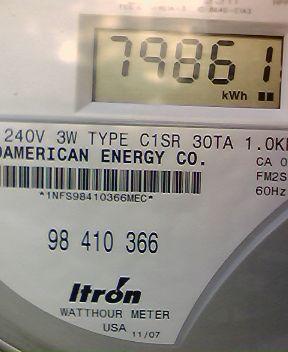 79861
kWh
240V 3W TYPE C1SR 30TA 1.0K
AMERICAN ENERGY CO.
CA 0
FM2S
60Hz
*1NFS98410366MEC*
98 410 366
Itrón
WATTHOUR METER
USA 11/07